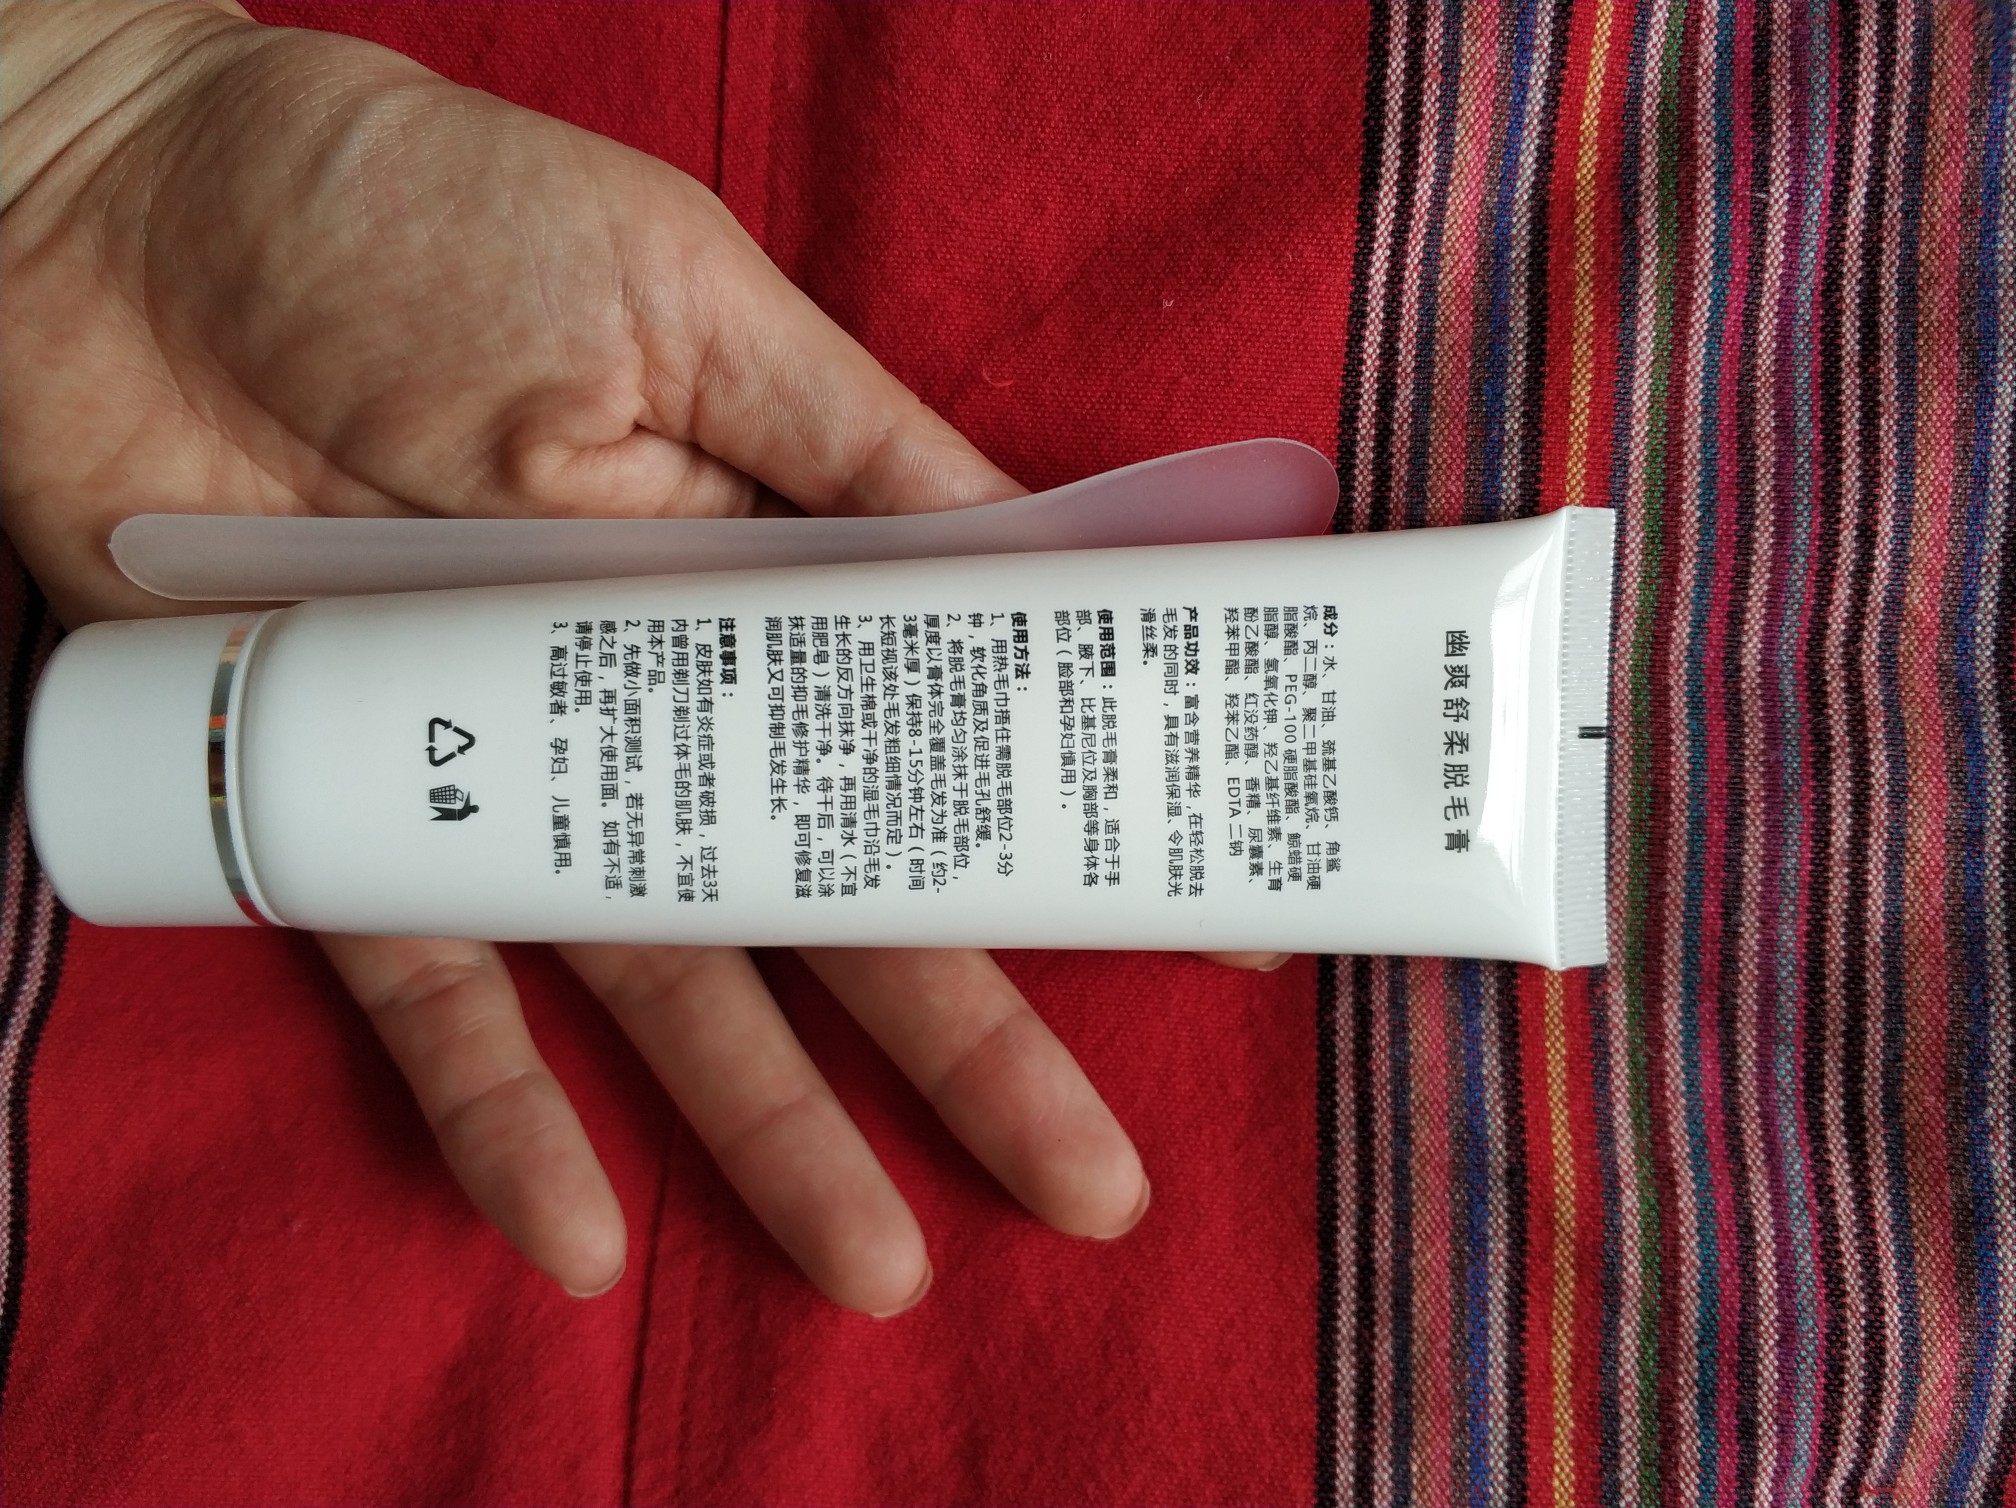 幽爽舒柔脱毛膏
成分：水、甘油、巯基乙酸钙、角鲨
烷、丙二醇、聚二甲基硅氧烷、甘油硬
脂酸酯、PEG-100 硬脂酸酯、鲸蜡硬
脂醇、氢氧化钾、羟乙基纤维素、生育
酚乙酸酯、红没药醇、香精、尿囊素、
羟苯甲酯、羟苯乙酯、EDTA 二钠
产品功效：富含营养精华，在轻松脱去
毛发的同时，具有滋润保湿、令肌肤光
滑丝柔。
使用范围：此脱毛膏柔和，适合于手
部、腋下、比基尼位及胸部等身体各
部位（脸部和孕妇慎用）。
使用方法：
1、用热毛巾捂住需脱毛部位2-3分
钟，软化角质及促进毛孔舒缓。
2、将脱毛膏均匀涂抹于脱毛部位，
厚度以膏体完全覆盖毛发为准（约2-
3毫米厚）保持8-15分钟左右（时间
长短视该处毛发粗细情况而定）。
3、用卫生棉或干净的湿毛巾沿毛发
生长的反方向抹净，再用清水（不宜
用肥皂）清洗干净。待干后，可以涂
抹适量的抑毛修护精华，即可修复滋
润肌肤又可抑制毛发生长。
注意事项：
1、皮肤如有炎症或者破损，过去3天
内曾用剃刀剃过体毛的肌肤，不宜使
用本产品。
2、先做小面积测试，若无异常刺激
感之后，再扩大使用面。如有不适，
请停止使用。
3、高过敏者、孕妇、儿童慎用。